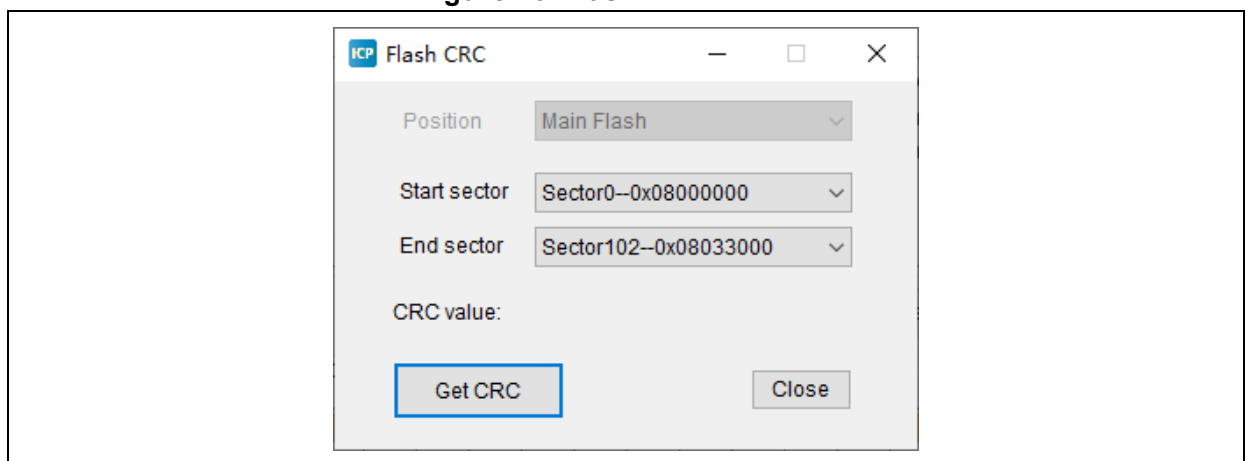 ICP Flash CRC
Position Main Flash
Start sector Sector0--0x08000000
End sector Sector102--0x08033000
CRC value:
Get CRC Close